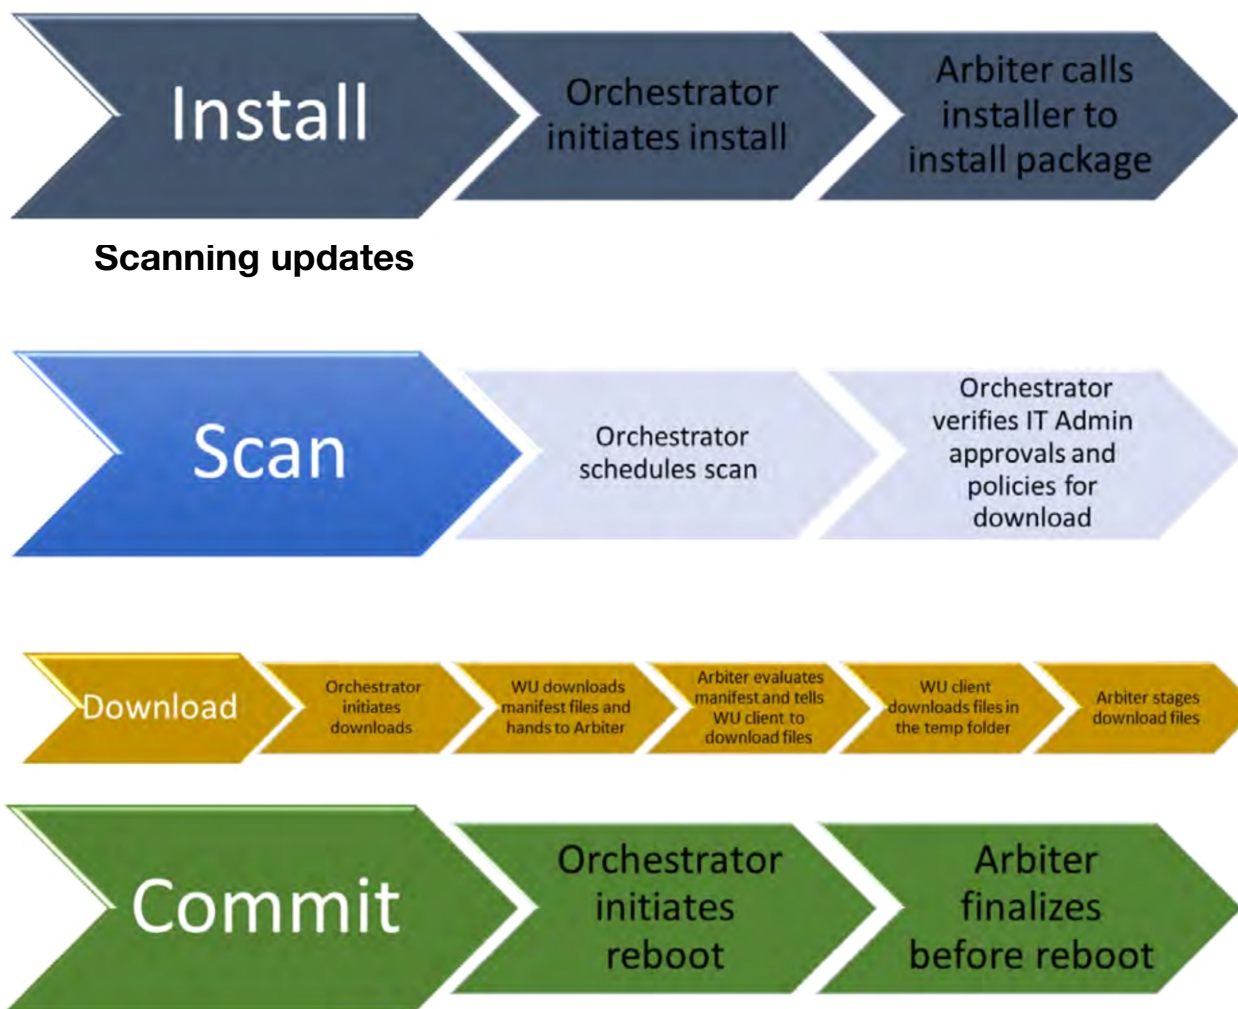 Install
Orchestrator
initiates install
Arbiter calls
installer to
install package
Scanning updates
Scan
Orchestrator
schedules scan
Orchestrator
verifies IT Admin
approvals and
policies for
download
Download
Orchestrator
initiates
downloads
WU downloads
manifest files and
hands to Arbiter
Arbiter evaluates
manifest and tells
WU client to
download files
WU client
downloads files in
the temp folder
Arbiter stages
download files
Commit
Orchestrator
initiates
reboot
Arbiter
finalizes
before reboot